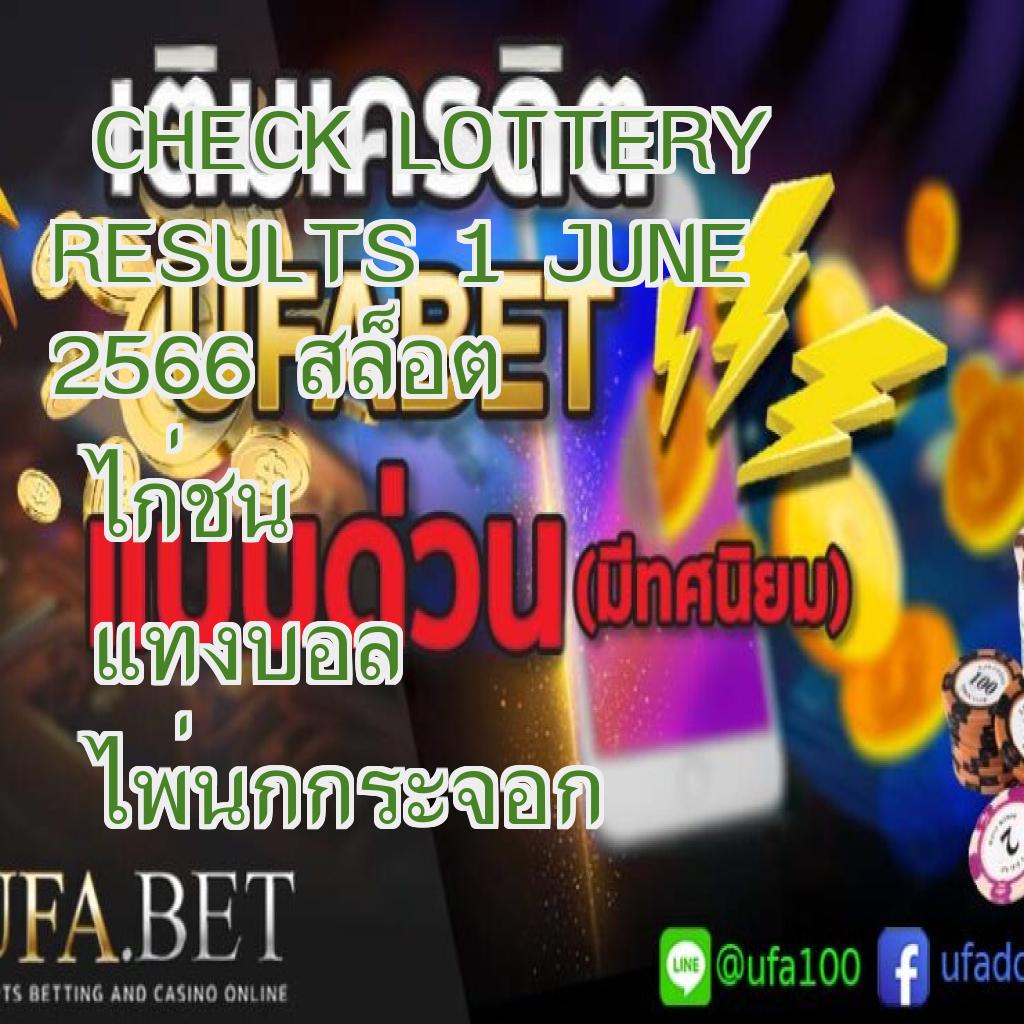 เติมเครดิต
CHECK LOTTERY
RESULTS 1 JUNE
UFABET
2566 สล็อต
ไก่ชน
แบบด่วน (มีทศนิยม)
แทงบอล
ไพ่นกกระจอก
100
2
UFA.BET
BETTING AND CASINO ONLINE
LINE @ufa100